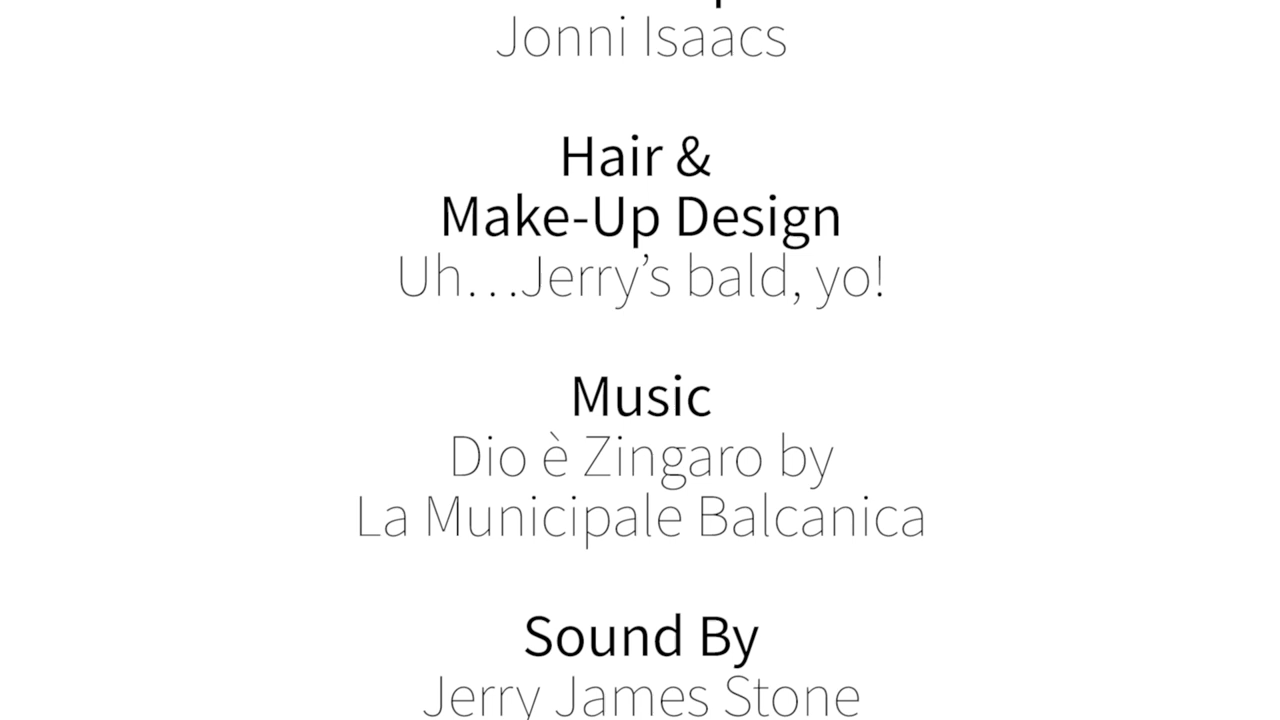 Jonni Isaacs
Hair &
Make-Up Design
Uh...Jerry’s bald, yo!
Music
Dio è Zingaro by
La Municipale Balcanica
Sound By
Jerry James Stone